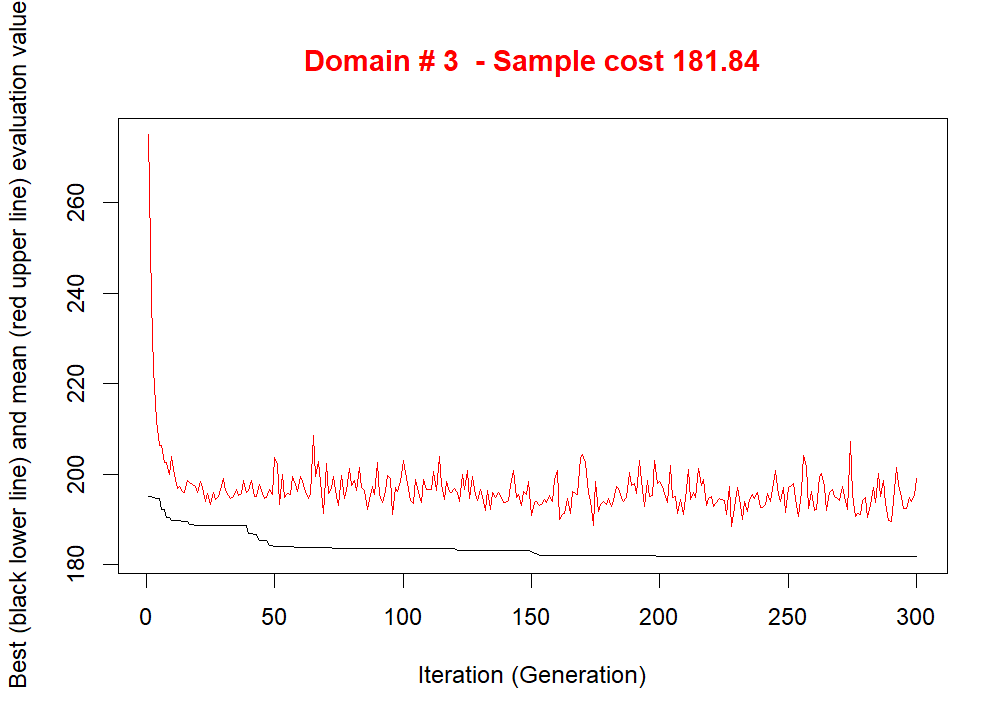 Domain # 3  - Sample cost 181.84
Best (black lower line) and mean (red upper line) evaluation value
260
240
220
200
180
0 50 100 150 200 250 300
Iteration (Generation)